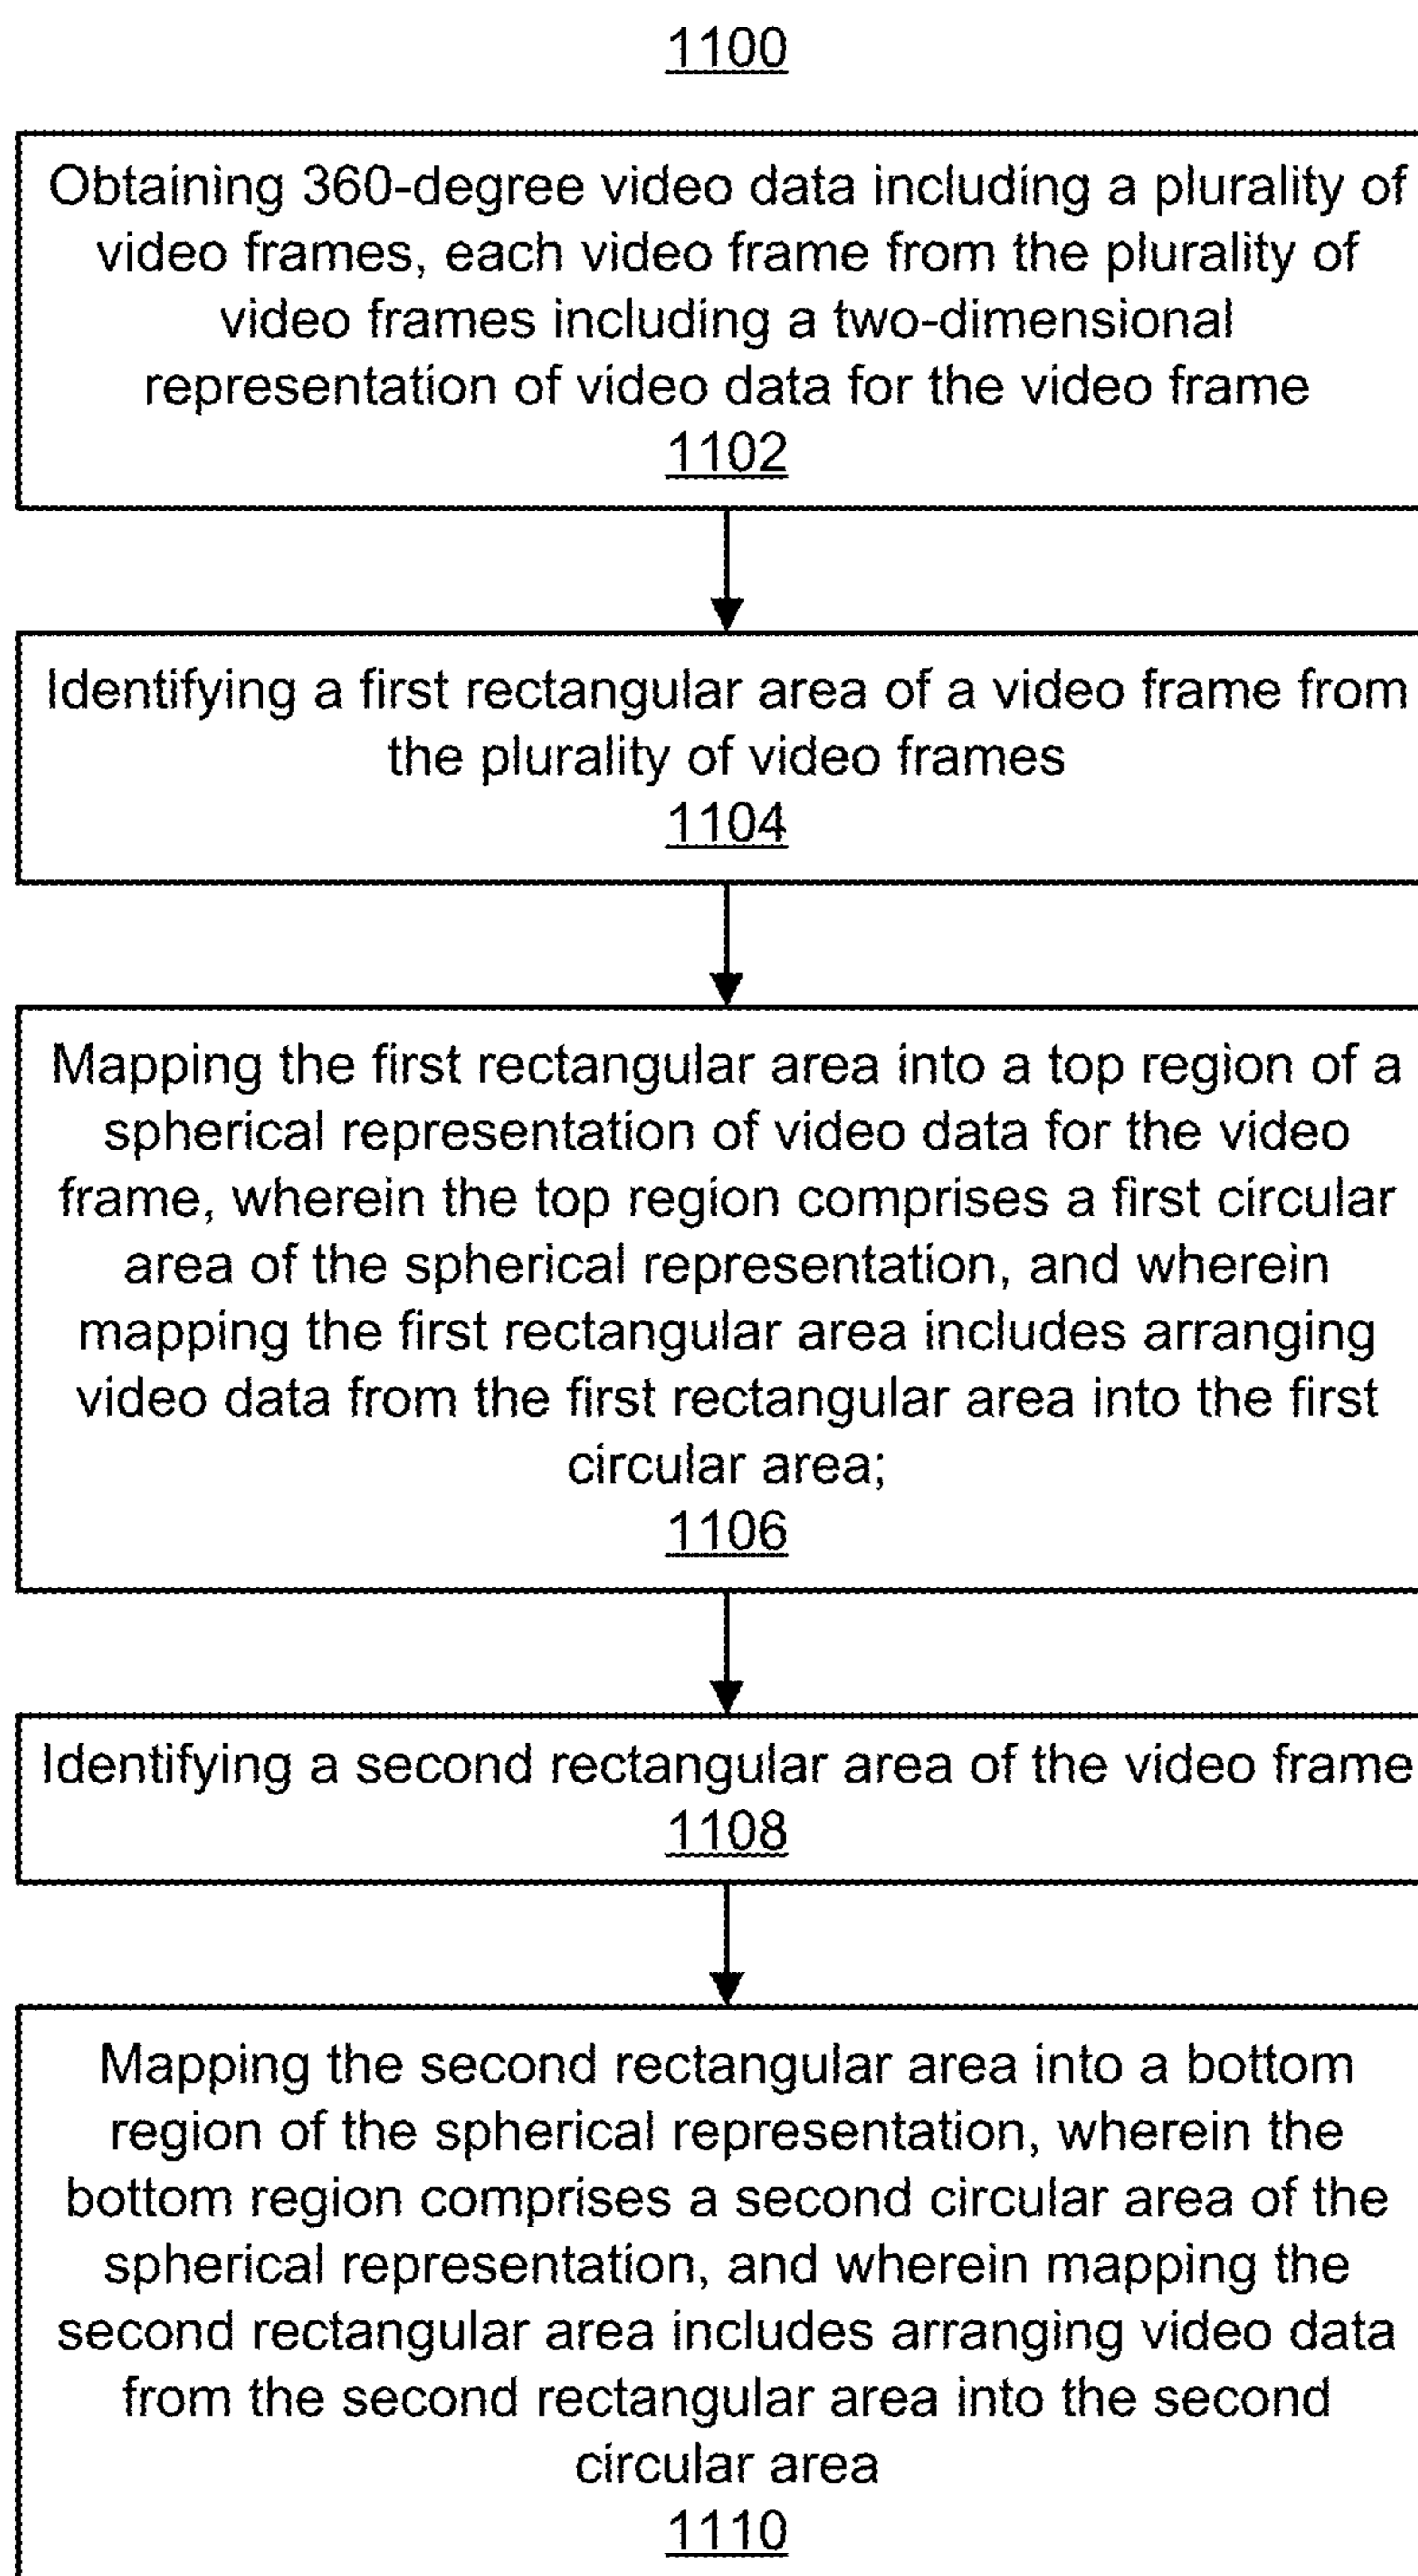 1100
Obtaining 360-degree video data including a plurality of
video frames, each video frame from the plurality of
video frames including a two-dimensional
representation of video data for the video frame
1102
Identifying a first rectangular area of a video frame from
the plurality of video frames
1104
Mapping the first rectangular area into a top region of a
spherical representation of video data for the video
frame, wherein the top region comprises a first circular
area of the spherical representation, and wherein
mapping the first rectangular area includes arranging
video data from the first rectangular area into the first
circular area;
1106
Identifying a second rectangular area of the video frame
1108
Mapping the second rectangular area into a bottom
region of the spherical representation, wherein the
bottom region comprises a second circular area of the
spherical representation, and wherein mapping the
second rectangular area includes arranging video data
from the second rectangular area into the second
circular area
1110